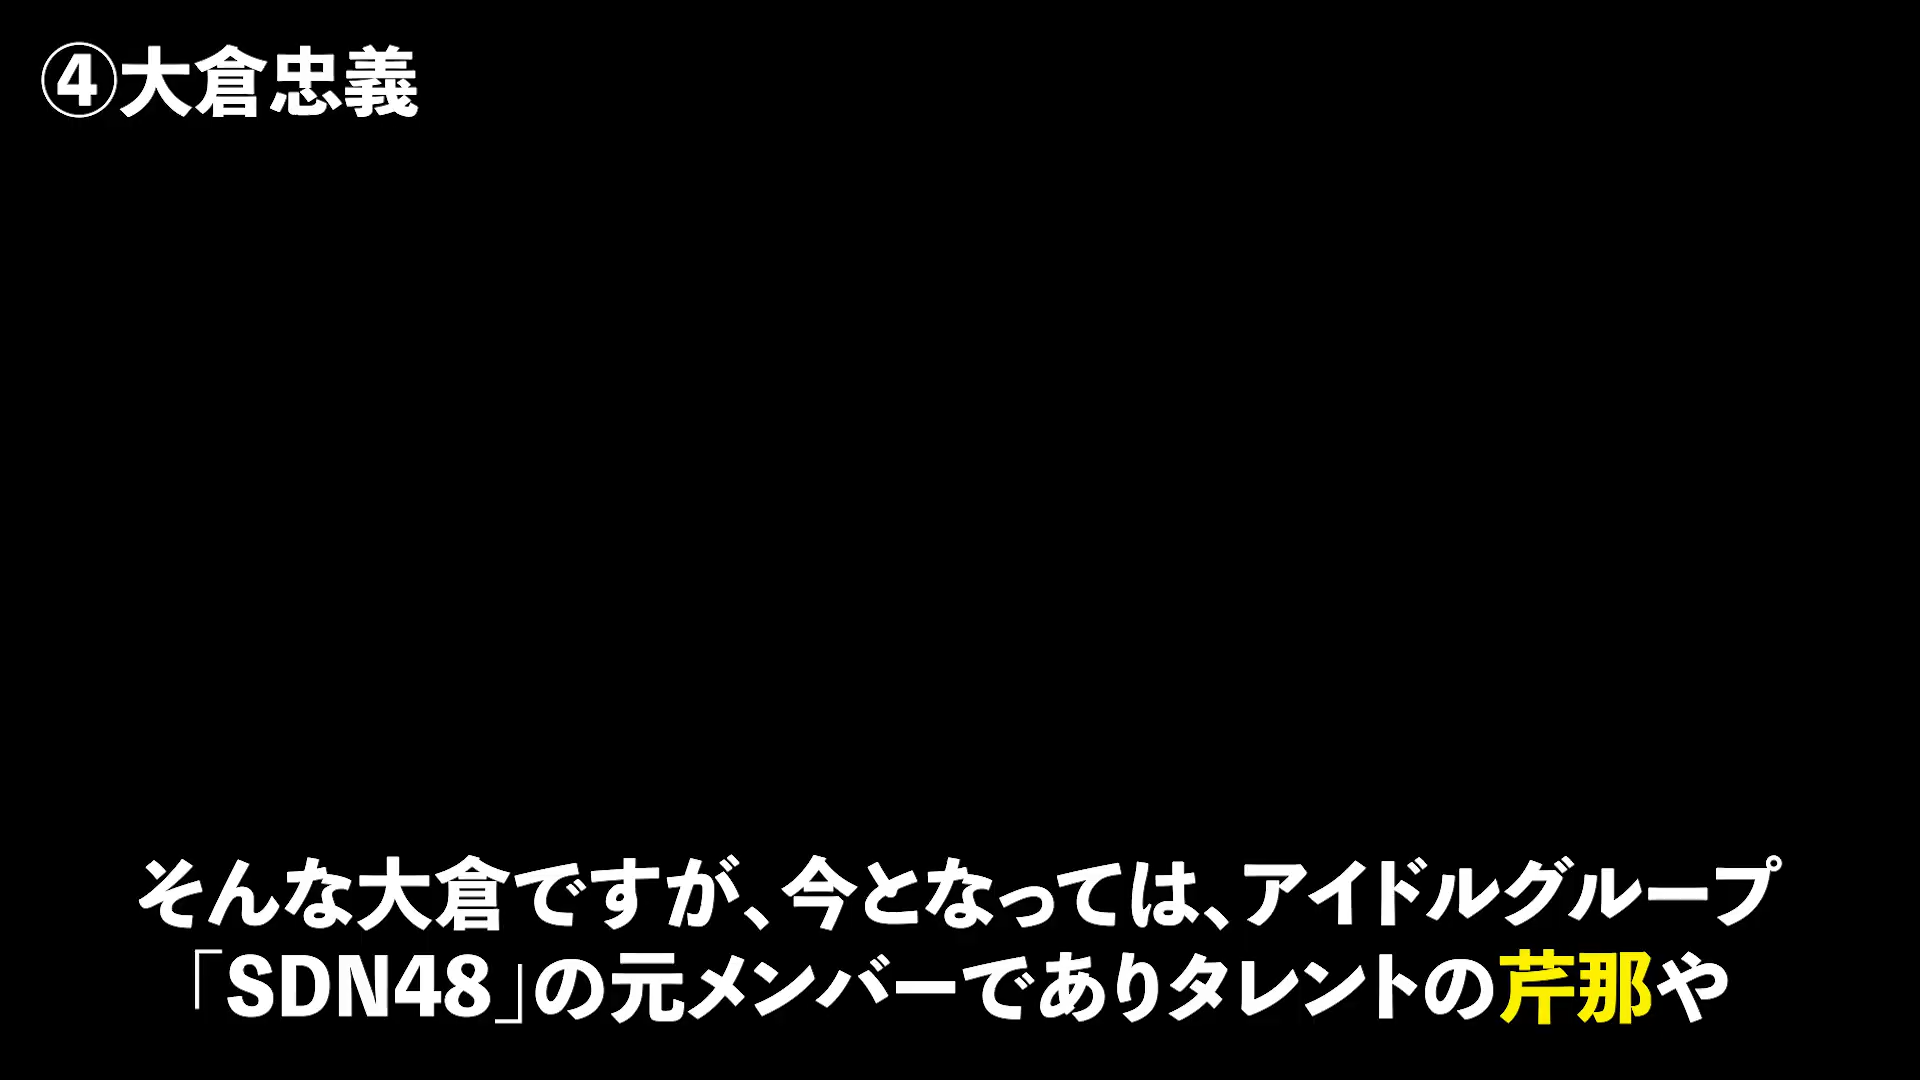 ④大倉忠義
そんな大倉ですが、今となっては、アイドルグループ
「SDN48」の元メンバーでありタレントの芹那や